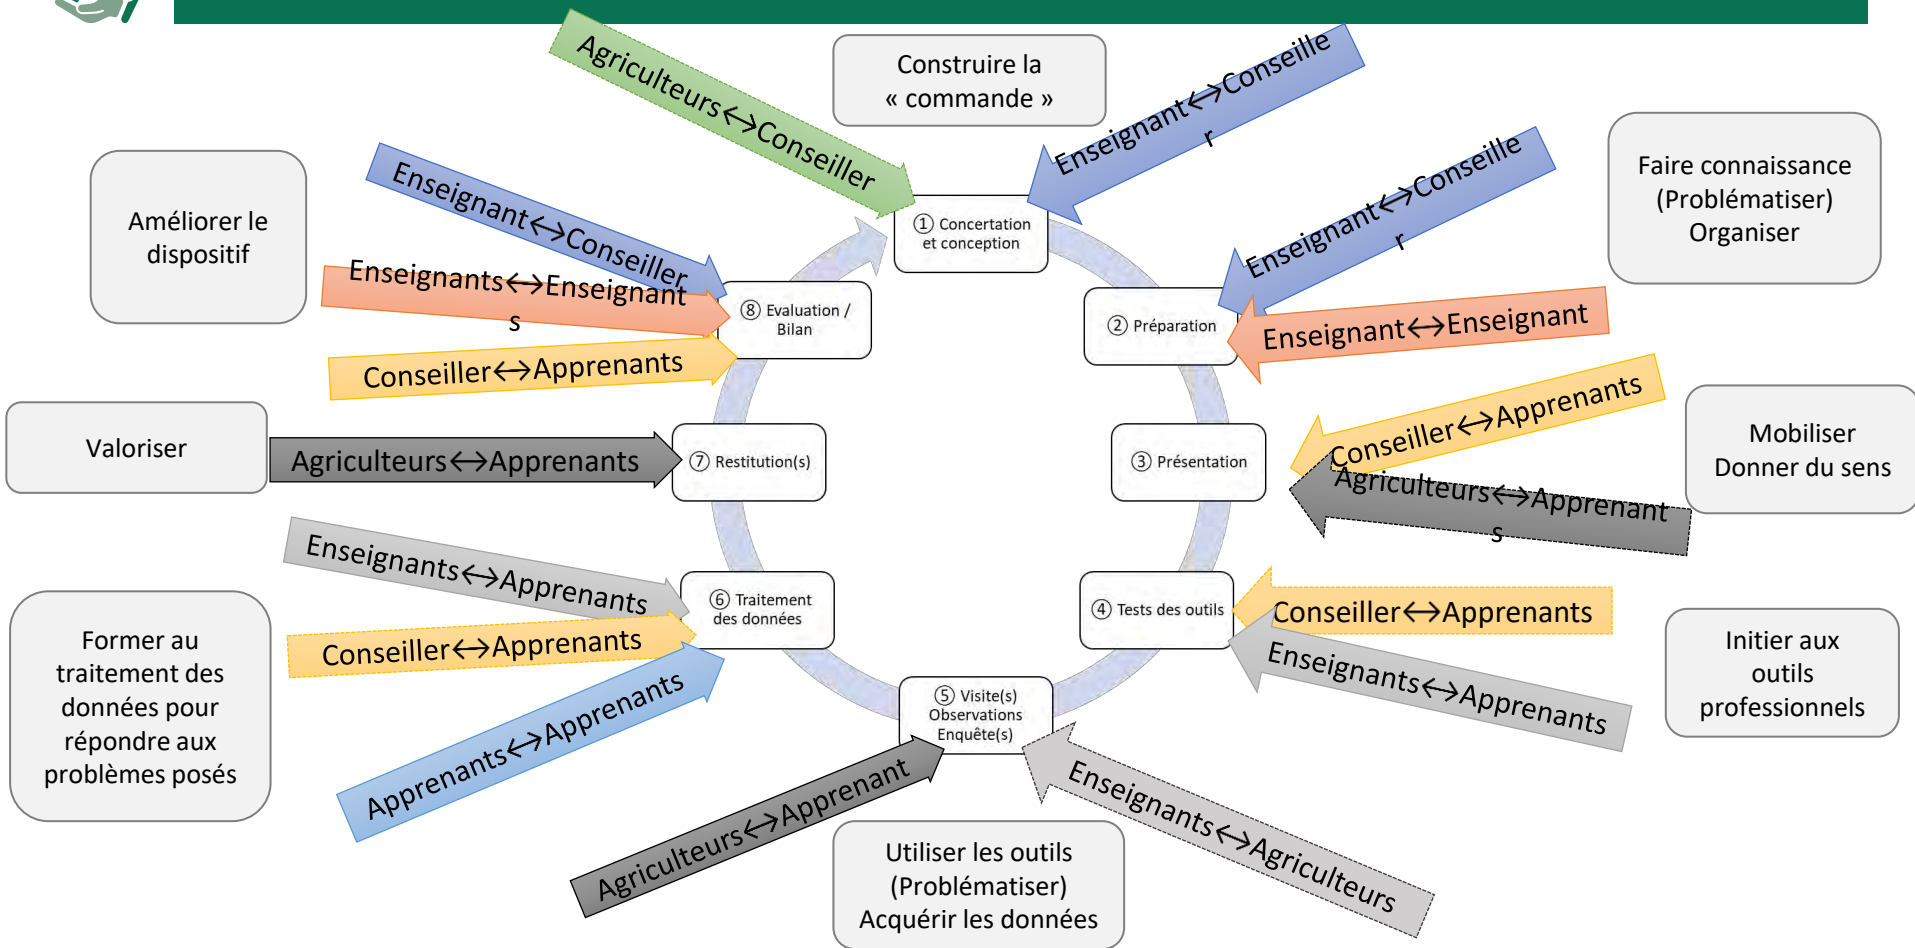 Construire la
« commande »
Agriculteurs↔Conseiller
Enseignant↔Conseille
r
① Concertation
et conception
Faire connaissance
(Problématiser)
Organiser
Enseignant↔Conseille
r
Enseignant↔Enseignant
② Préparation
Mobiliser
Donner du sens
Conseiller↔Apprenants
Agriculteurs↔Apprenant
s
③ Présentation
Initier aux
outils
professionnels
Conseiller↔Apprenants
Enseignants↔Apprenants
④ Tests des outils
Utiliser les outils
(Problématiser)
Acquérir les données
Enseignants↔Agriculteurs
Agriculteurs↔Apprenant
⑤ Visite(s)
Observations
Enquête(s)
Former au
traitement des
données pour
répondre aux
problèmes posés
Enseignants↔Apprenants
Conseiller↔Apprenants
Apprenants↔Apprenants
⑥ Traitement
des données
Valoriser
Agriculteurs↔Apprenants
⑦ Restitution(s)
Améliorer le
dispositif
Enseignant↔Conseiller
Enseignants↔Enseignant
s
Conseiller↔Apprenants
⑧ Evaluation /
Bilan